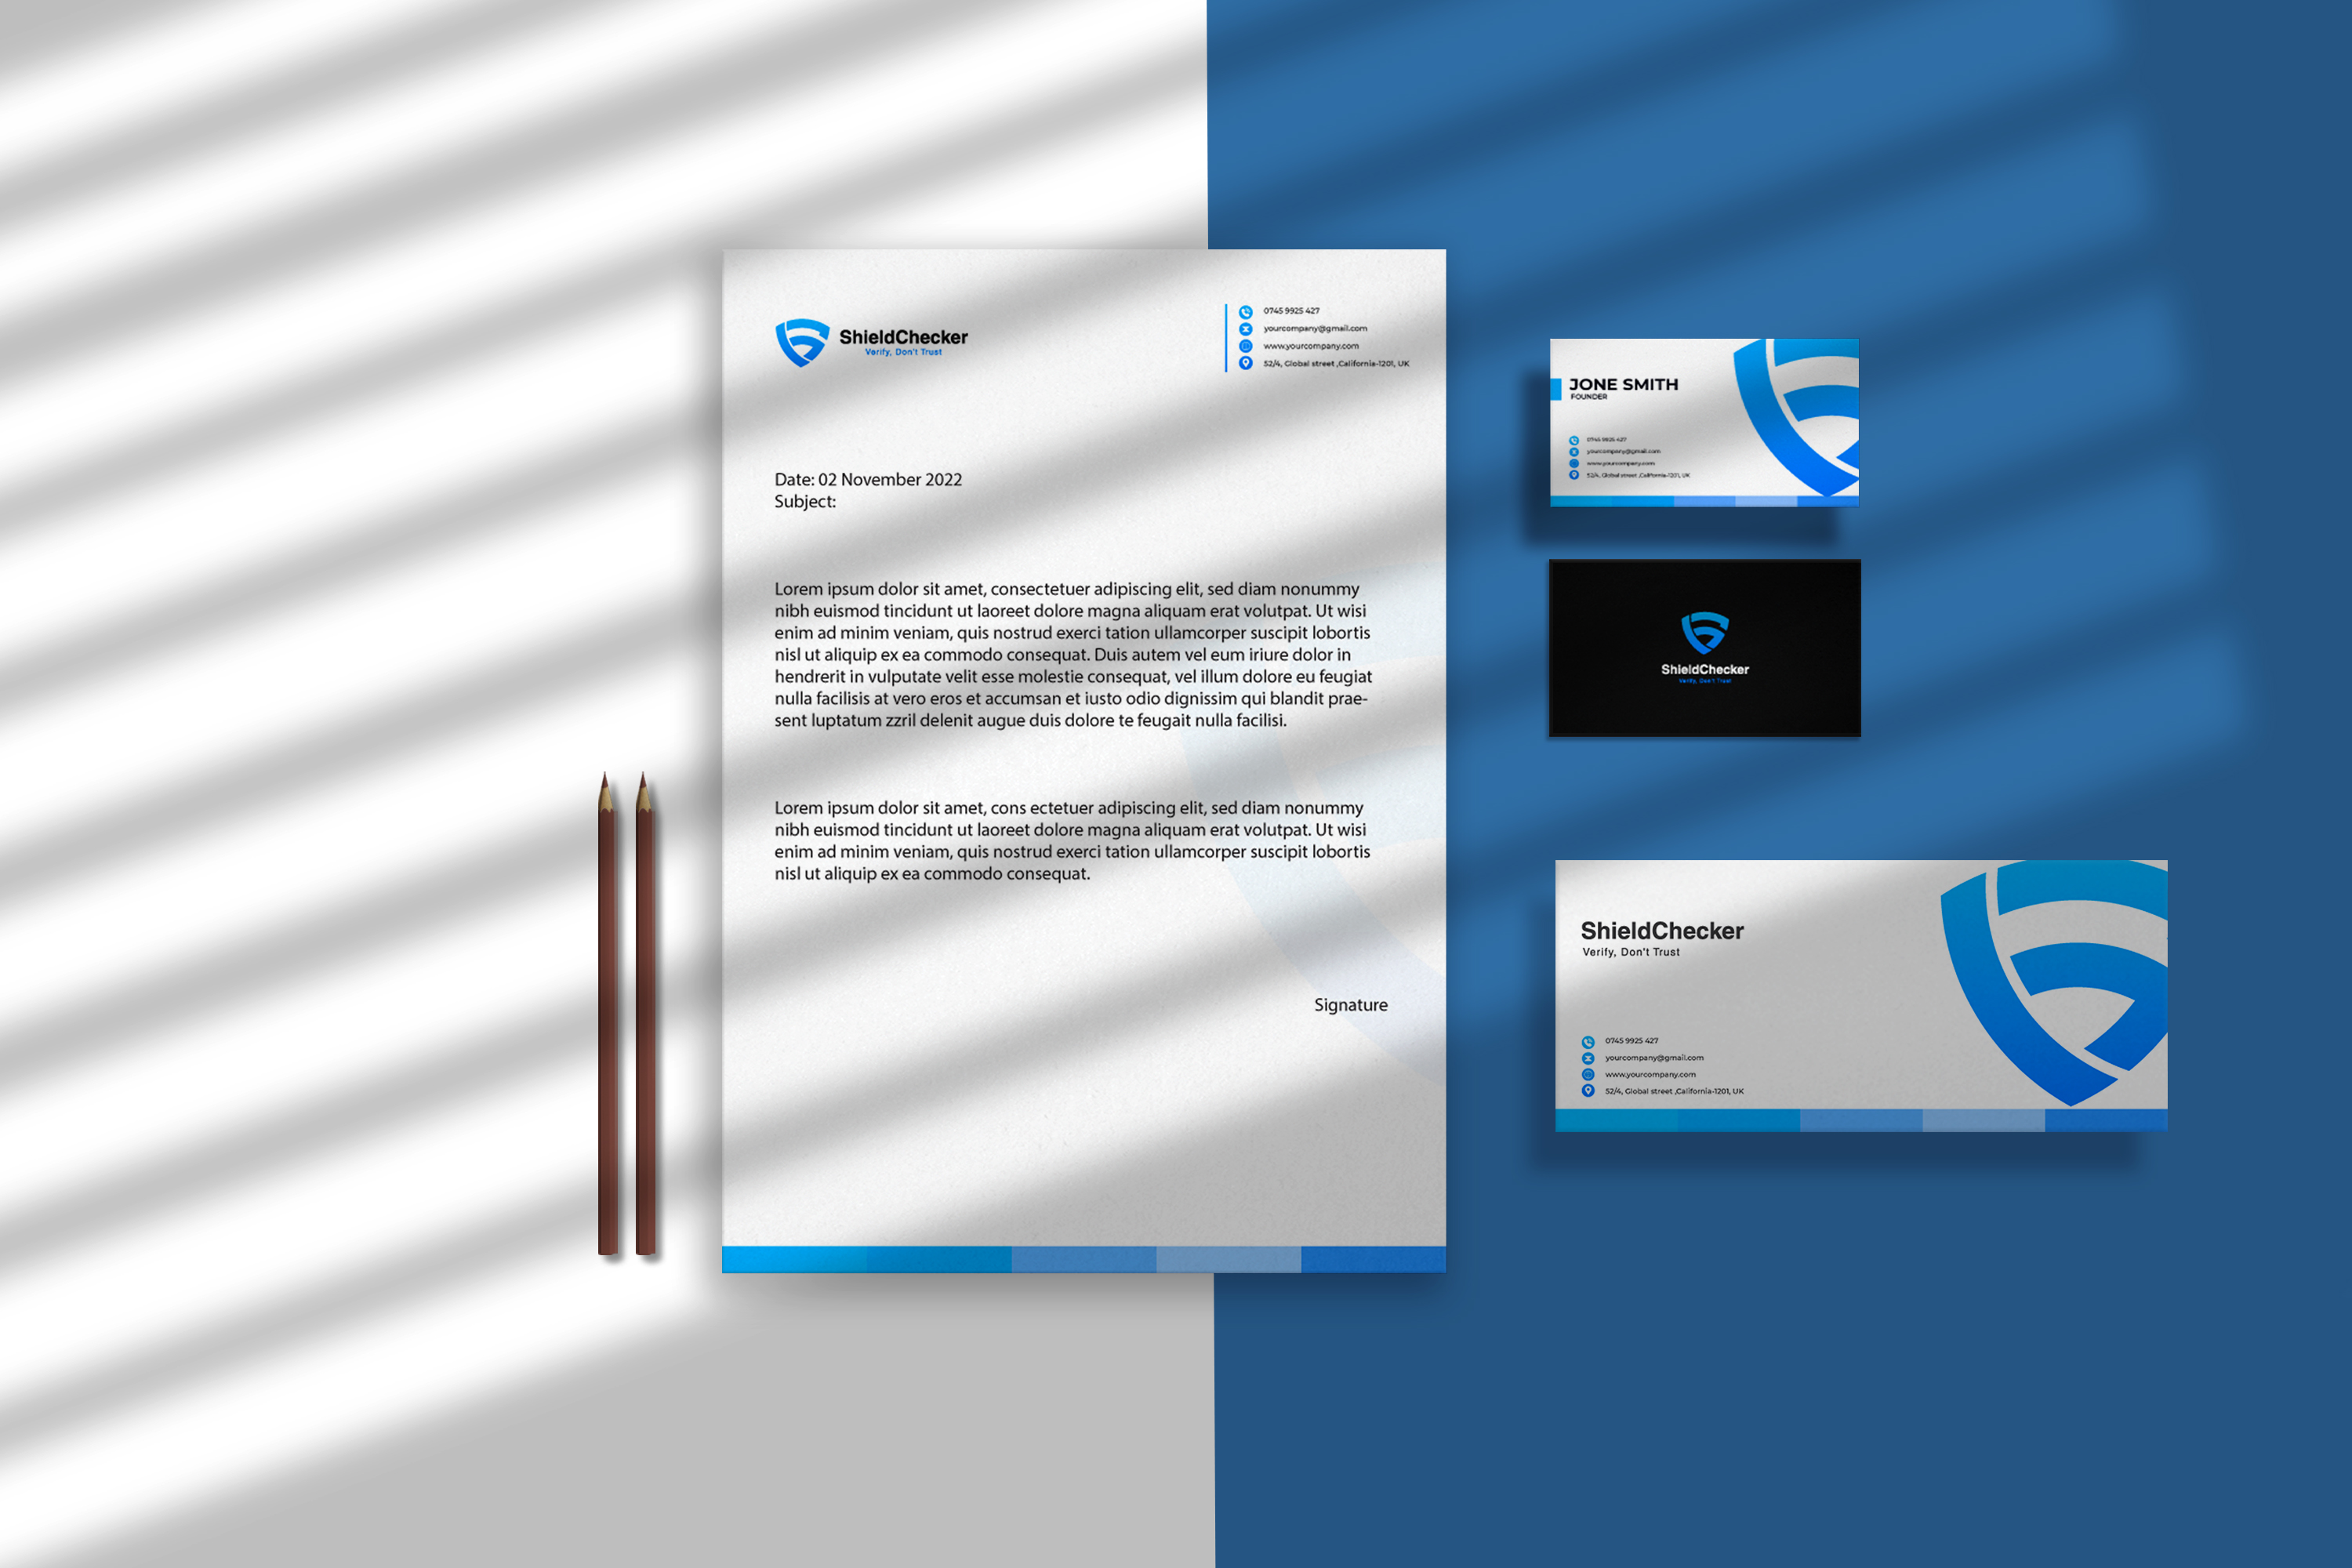 ShieldChecker
Verify, Don't Trust
0745 9925 427
yourcompany@gmail.com
www.yourcompany.com
52/4, Global street ,California-1201, UK
Date: 02 November 2022
Subject:
Lorem ipsum dolor sit amet, consectetuer adipiscing elit, sed diam nonummy
nibh euismod tincidunt ut laoreet dolore magna aliquam erat volutpat. Ut wisi
enim ad minim veniam, quis nostrud exerci tation ullamcorper suscipit lobortis
nisl ut aliquip ex ea commodo consequat. Duis autem vel eum iriure dolor in
hendrerit in vulputate velit esse molestie consequat, vel illum dolore eu feugiat
nulla facilisis at vero eros et accumsan et iusto odio dignissim qui blandit prae-
sent luptatum zzril delenit augue duis dolore te feugait nulla facilisi.
Lorem ipsum dolor sit amet, cons ectetuer adipiscing elit, sed diam nonummy
nibh euismod tincidunt ut laoreet dolore magna aliquam erat volutpat. Ut wisi
enim ad minim veniam, quis nostrud exerci tation ullamcorper suscipit lobortis
nisl ut aliquip ex ea commodo consequat.
Signature
JONE SMITH
FOUNDER
0745 9925 427
yourcompany@gmail.com
www.yourcompany.com
52/4, Global street ,California-1201, UK
ShieldChecker
Verify, Don't Trust
ShieldChecker
Verify, Don't Trust
0745 9925 427
yourcompany@gmail.com
www.yourcompany.com
52/4, Global street ,California-1201, UK